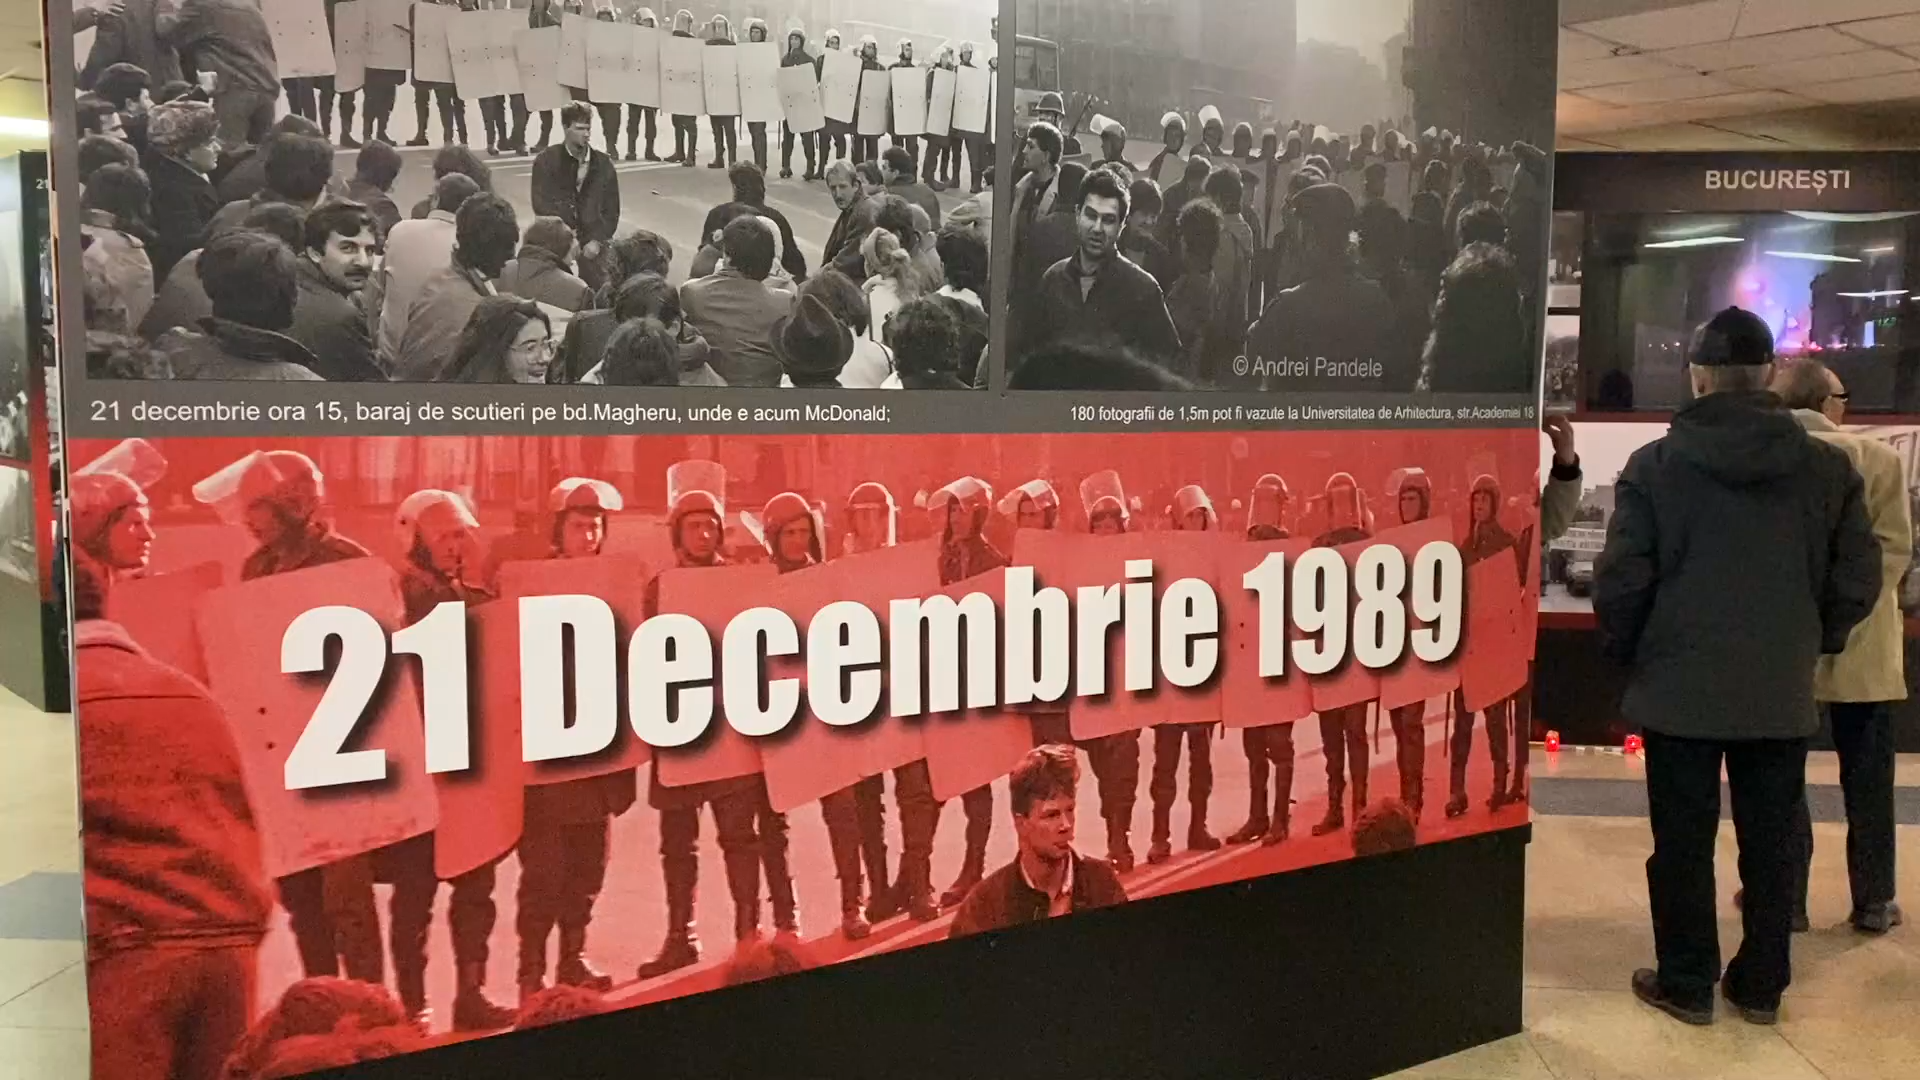 BUCUREȘTI
21
© Andrei Pandele
21 decembrie ora 15, baraj de scutieri pe bd.Magheru, unde e acum McDonald;
180 fotografii de 1,5m pot fi vazute la Universitatea de Arhitectura, str.Academiei 18
21 Decembrie 1989